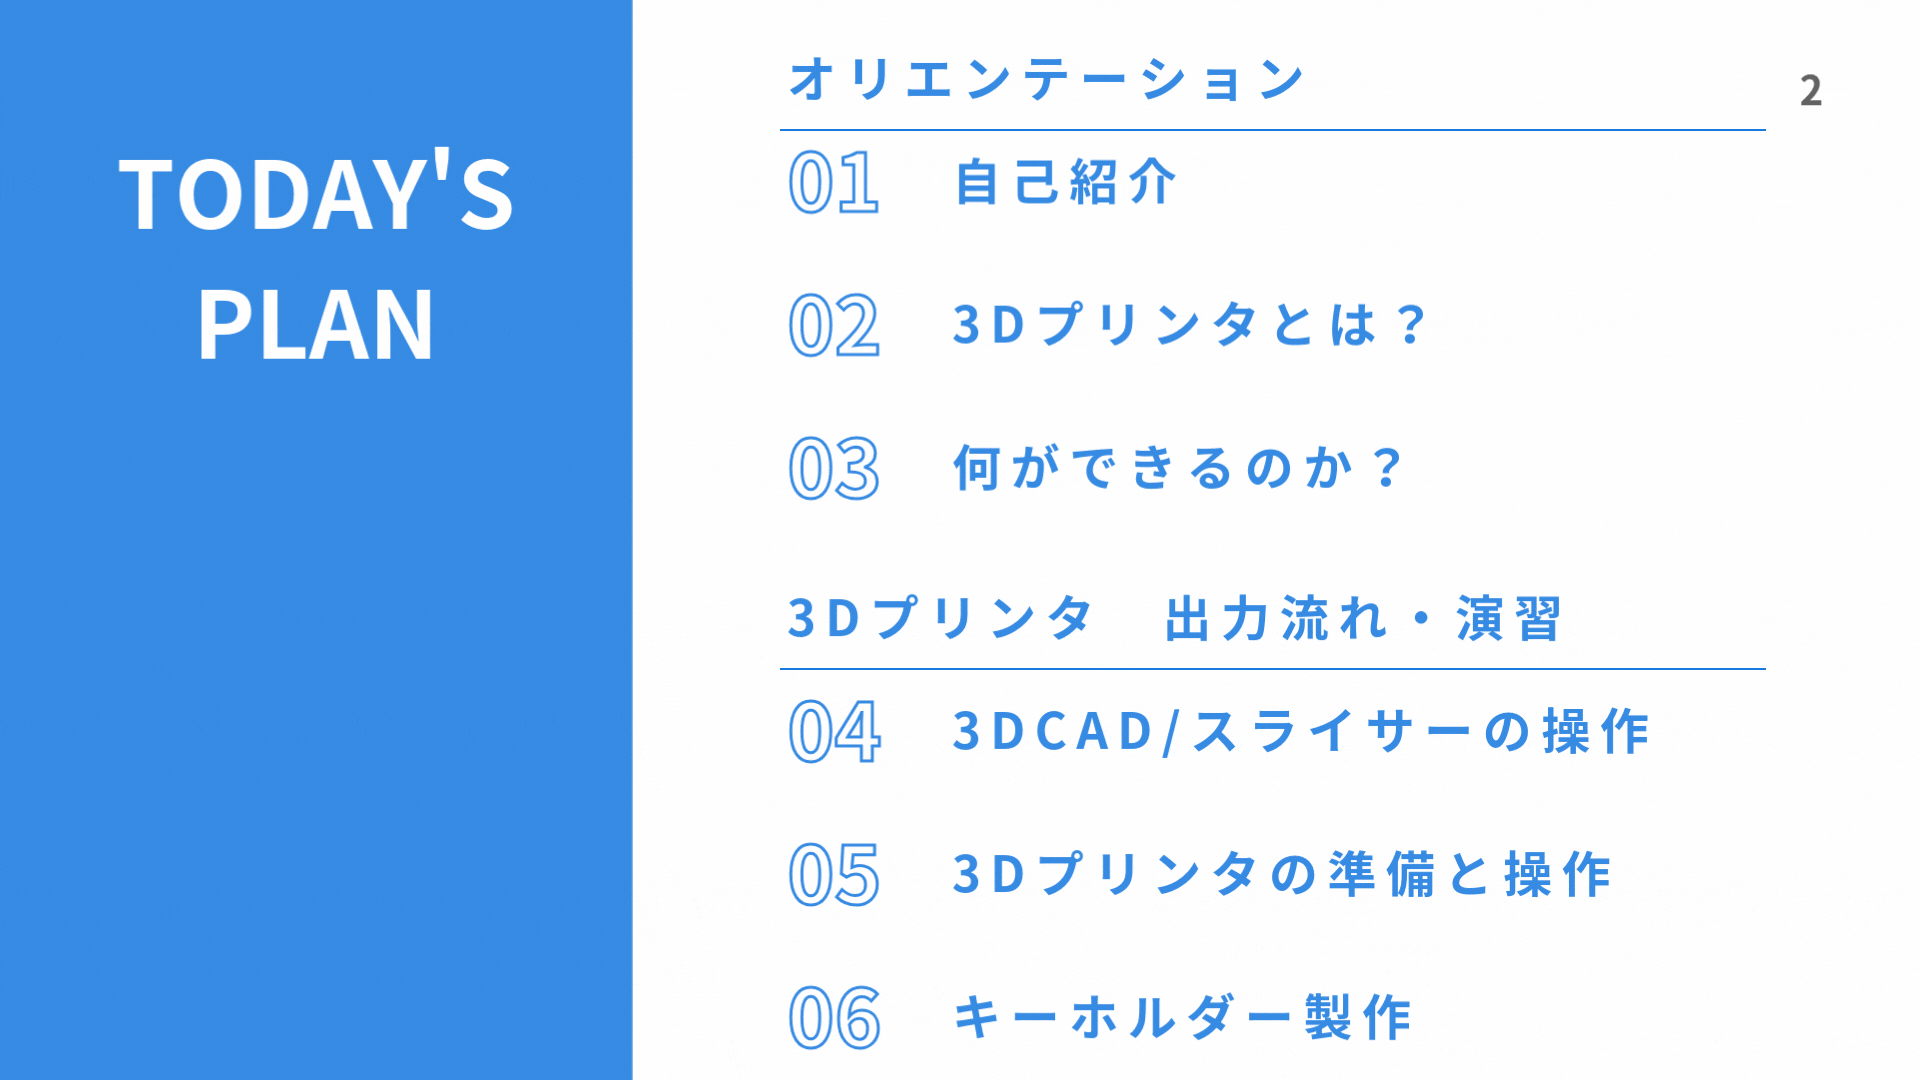 TODAY'S
PLAN
オリエンテーション
2
01 自己紹介
02 3Dプリンタとは？
03 何ができるのか？
3Dプリンタ　出力流れ・演習
04 3DCAD/スライサーの操作
05 3Dプリンタの準備と操作
06 キーホルダー製作